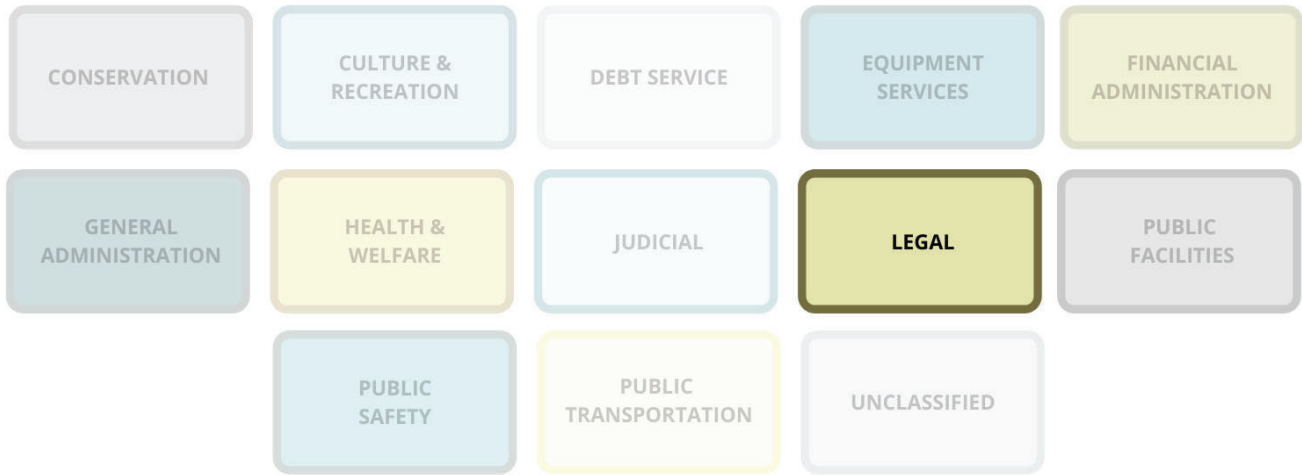 CONSERVATION
CULTURE &
RECREATION
DEBT SERVICE
EQUIPMENT
SERVICES
FINANCIAL
ADMINISTRATION
GENERAL
ADMINISTRATION
HEALTH &
WELFARE
JUDICIAL
LEGAL
PUBLIC
FACILITIES
PUBLIC
SAFETY
PUBLIC
TRANSPORTATION
UNCLASSIFIED